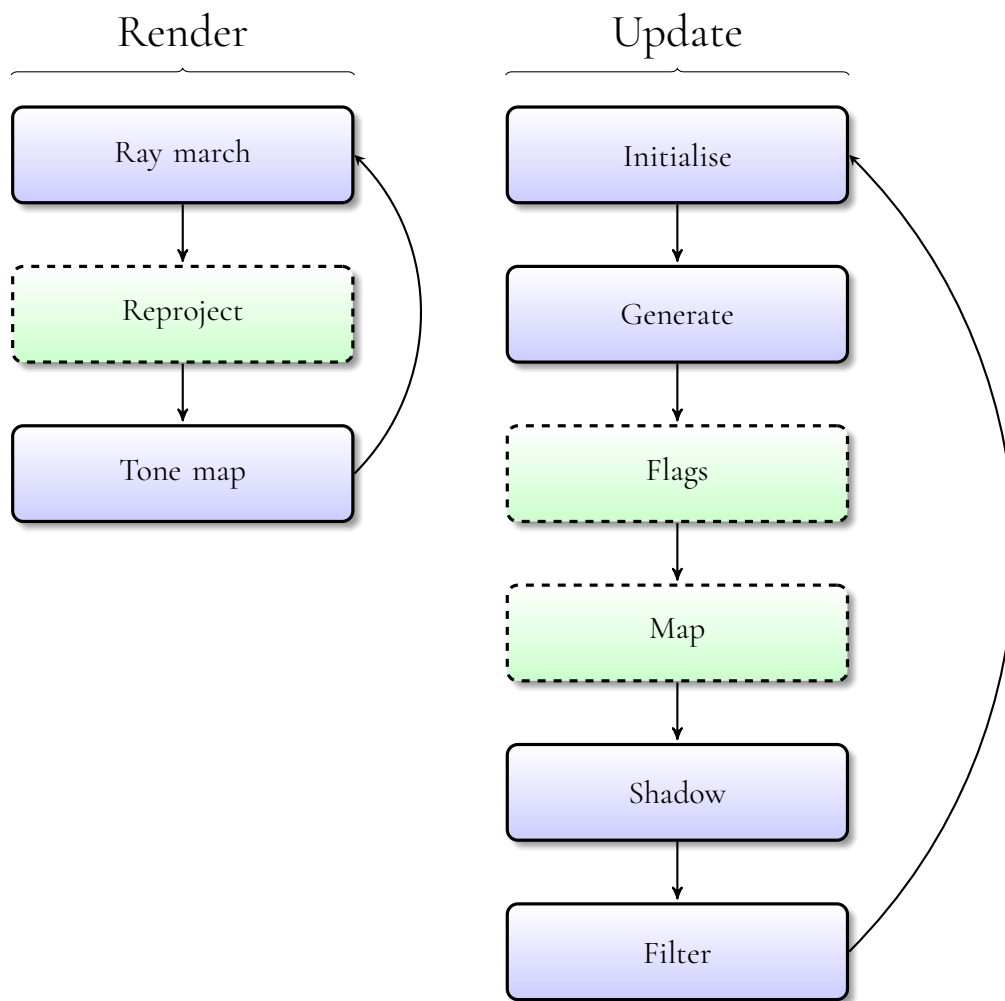 Render
Ray march
Reproject
Tone map
Update
Initialise
Generate
Flags
Map
Shadow
Filter